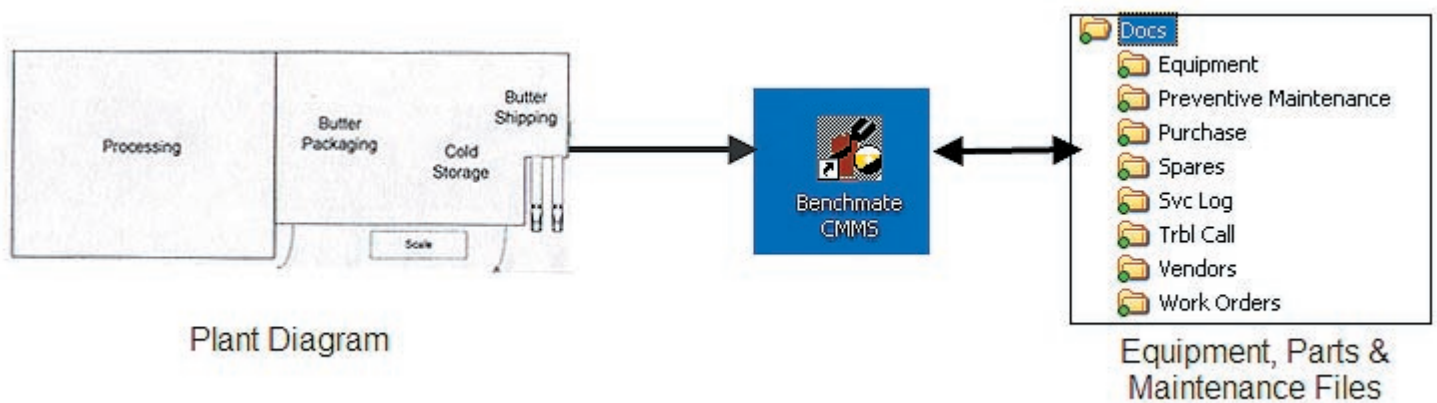 Processing
Butter
Packaging
Cold
Storage
Butter
Shipping
Scale
Plant Diagram
Benchmate
CMMS
Docs
Equipment
Preventive Maintenance
Purchase
Spares
Svc Log
Trbl Call
Vendors
Work Orders
Equipment, Parts &
Maintenance Files